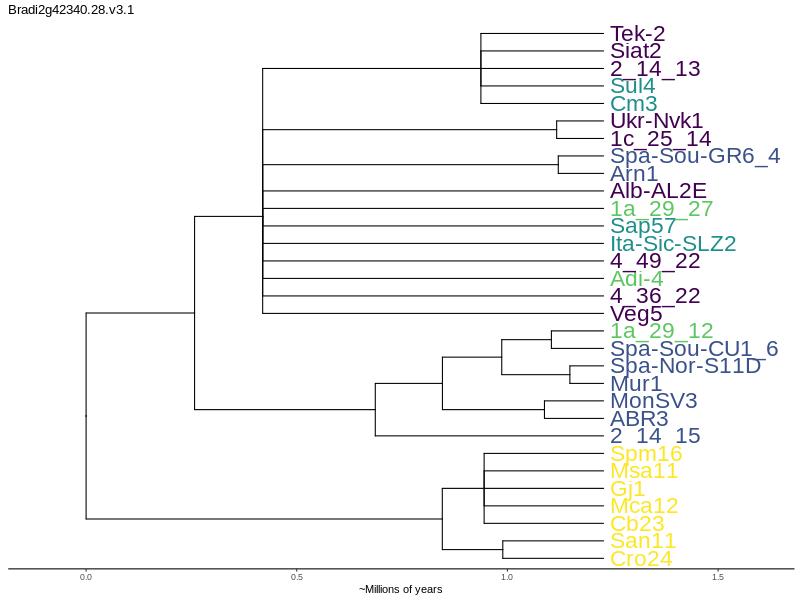 Bradi2g42340.28.v3.1
Tek-2
Siat2
2_14_13
Sul4
Cm3
Ukr-Nvk1
1c_25_14
Spa-Sou-GR6_4
Arn1
Alb-AL2E
1a_29_27
Sap57
Ita-Sic-SLZ2
4_49_22
Adi-4
4_36_22
Veg5
1a_29_12
Spa-Sou-CU1_6
Spa-Nor-S11D
Mur1
MonSV3
ABR3
2_14_15
Spm16
Msa11
Gj1
Mca12
Cb23
San11
Cro24
0.0 0.5 1.0 1.5
~Millions of years